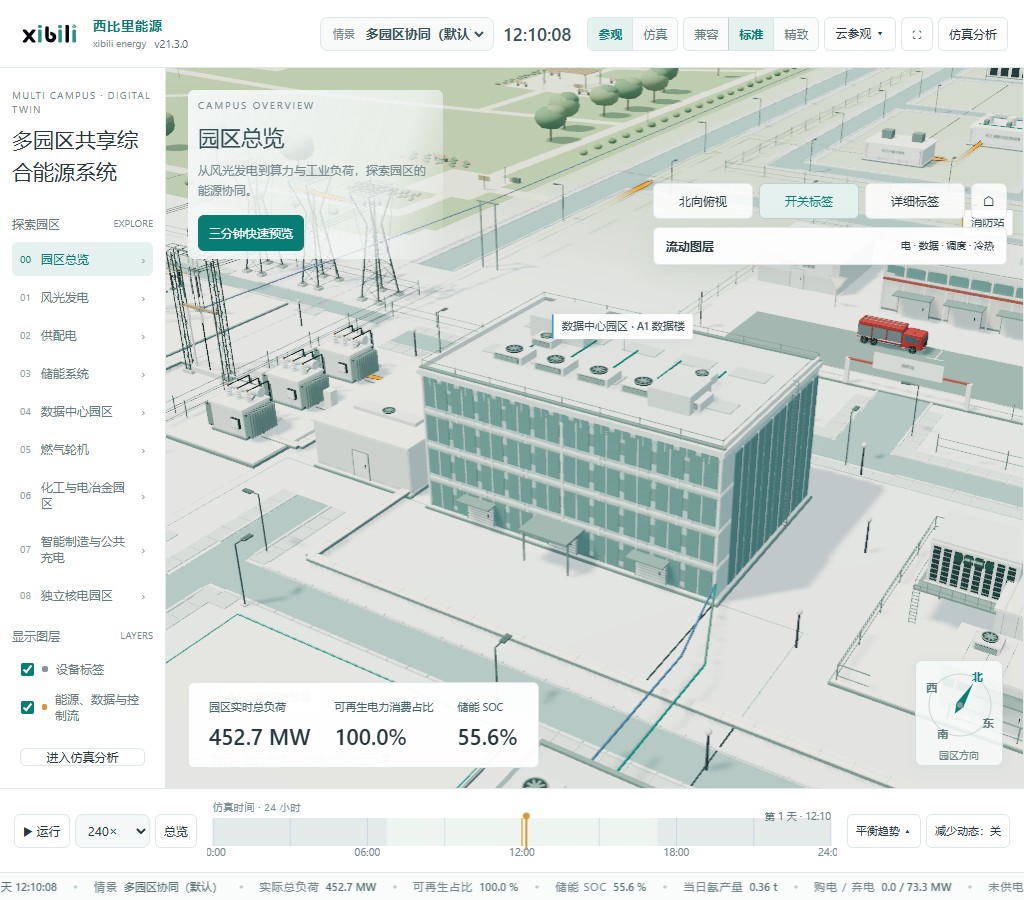 xibili
西比里能源
xibili energy v21.3.0
情景 多园区协同（默认
12:10:08
参观 仿真
兼容 标准 精致
云参观
仿真分析
MULTI CAMPUS · DIGITAL
TWIN
多园区共享综
合能源系统
探索园区 EXPLORE
00 园区总览 ›
01 风光发电 ›
02 供配电 ›
03 储能系统 ›
04 数据中心园区 ›
05 燃气轮机 ›
06 化工与电冶金园
区 ›
07 智能制造与公共
充电 ›
08 独立核电园区 ›
显示图层 LAYERS
设备标签
能源、数据与控
制流
进入仿真分析
CAMPUS OVERVIEW
园区总览
从风光发电到算力与工业负荷，探索园区的
能源协同。
三分钟快速预览
北向俯视 开关标签 详细标签
消防站
流动图层 电 · 数据 · 调度 · 冷热
数据中心园区 · A1 数据楼
园区实时总负荷 可再生电力消费占比 储能 SOC
452.7 MW 100.0% 55.6%
北
西
东
南
园区方向
仿真时间 · 24 小时
第 1 天 · 12:10
▶ 运行 240× 总览
0:00 06:00 12:00 18:00 24:0
平衡趋势 减少动态：关
天 12:10:08 • 情景 多园区协同（默认） • 实际总负荷 452.7 MW • 可再生占比 100.0 % • 储能 SOC 55.6 % • 当日氢产量 0.36 t • 购电 / 弃电 0.0 / 73.3 MW • 未供电